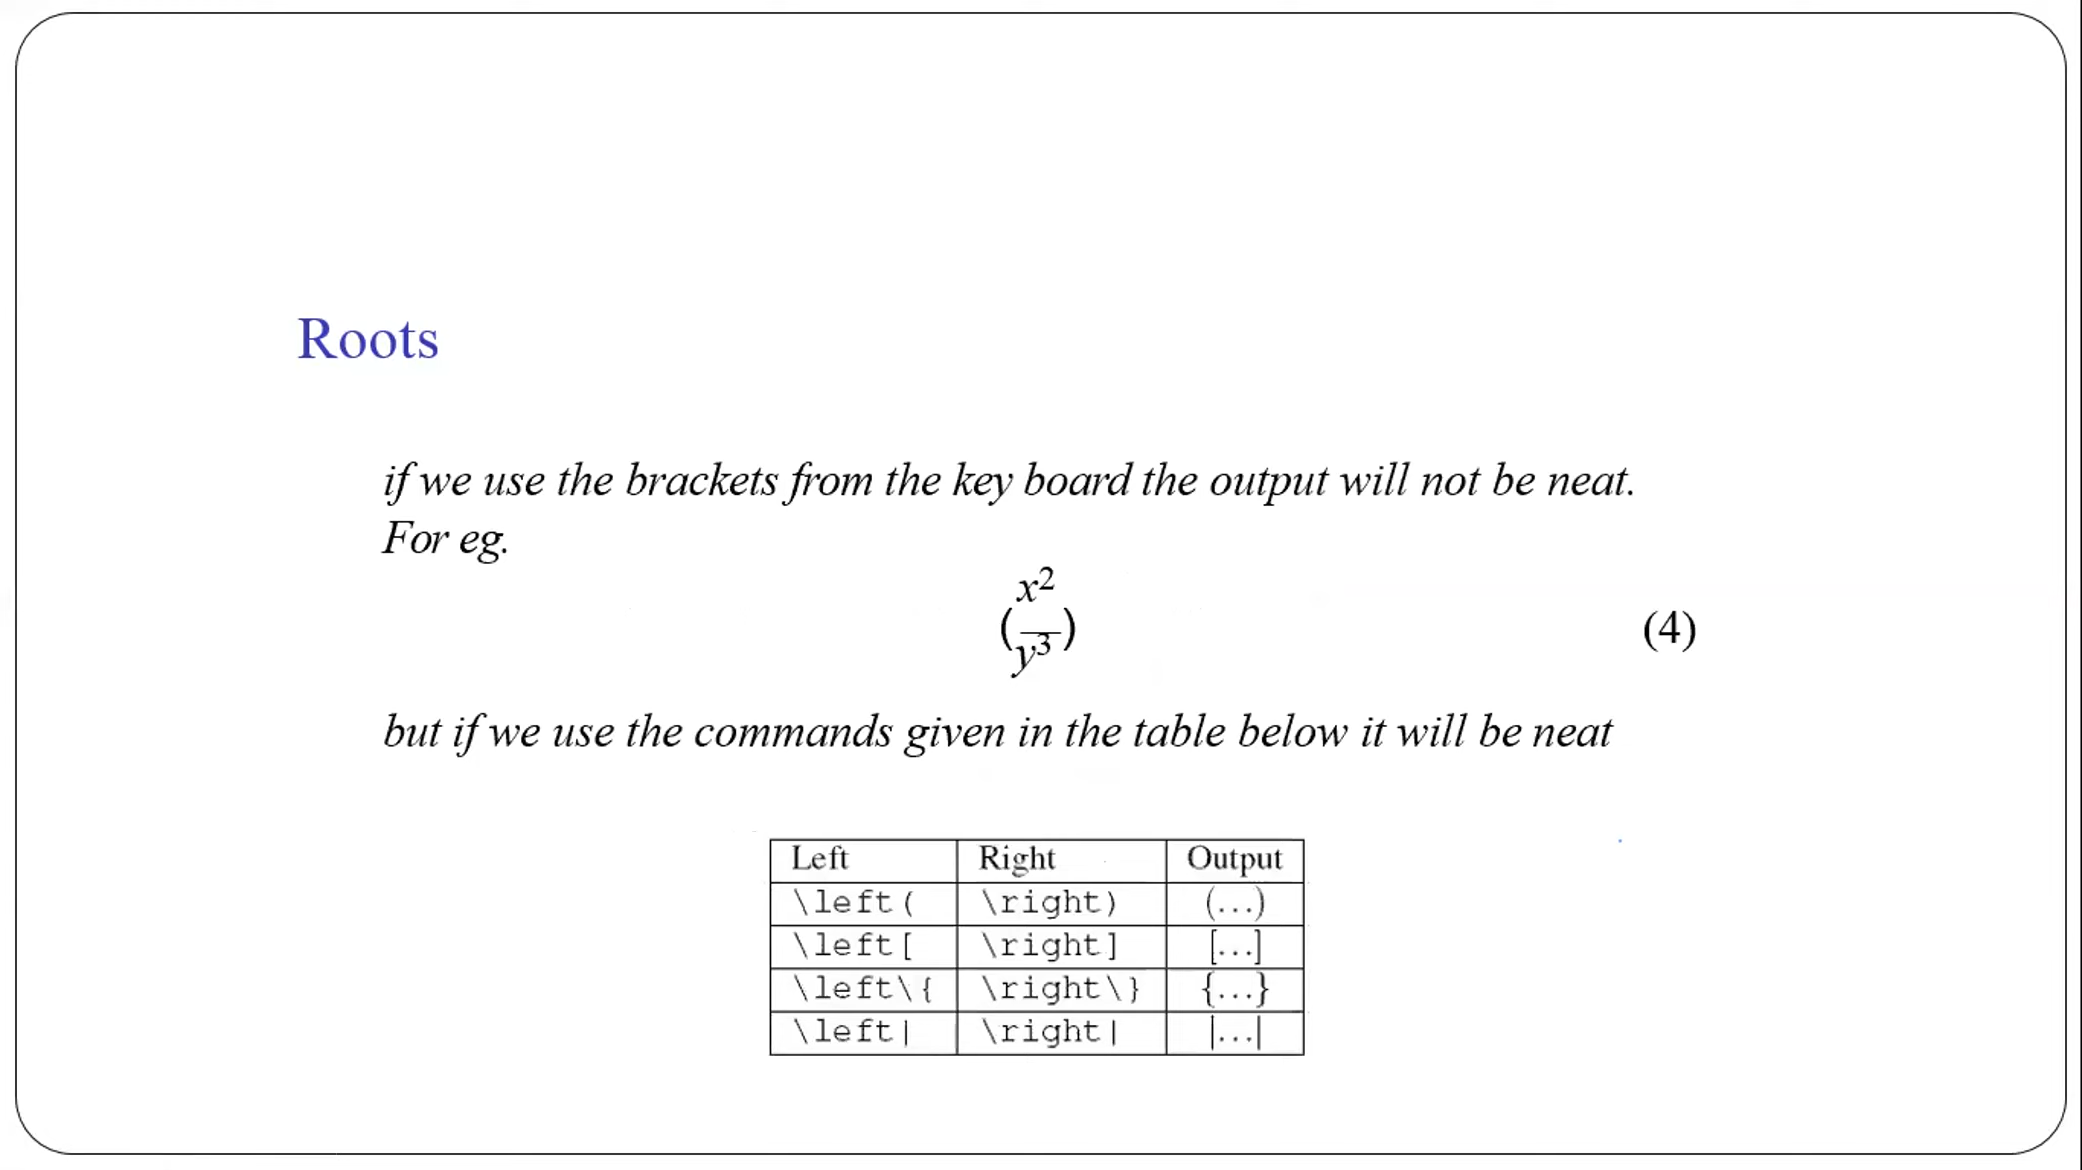 Roots
if we use the brackets from the key board the output will not be neat.
For eg.
(x²/y³) (4)
but if we use the commands given in the table below it will be neat
Left Right Output
\left( \right) (...)
\left[ \right] [...]
\left\{ \right\} {...}
\left| \right| |...|